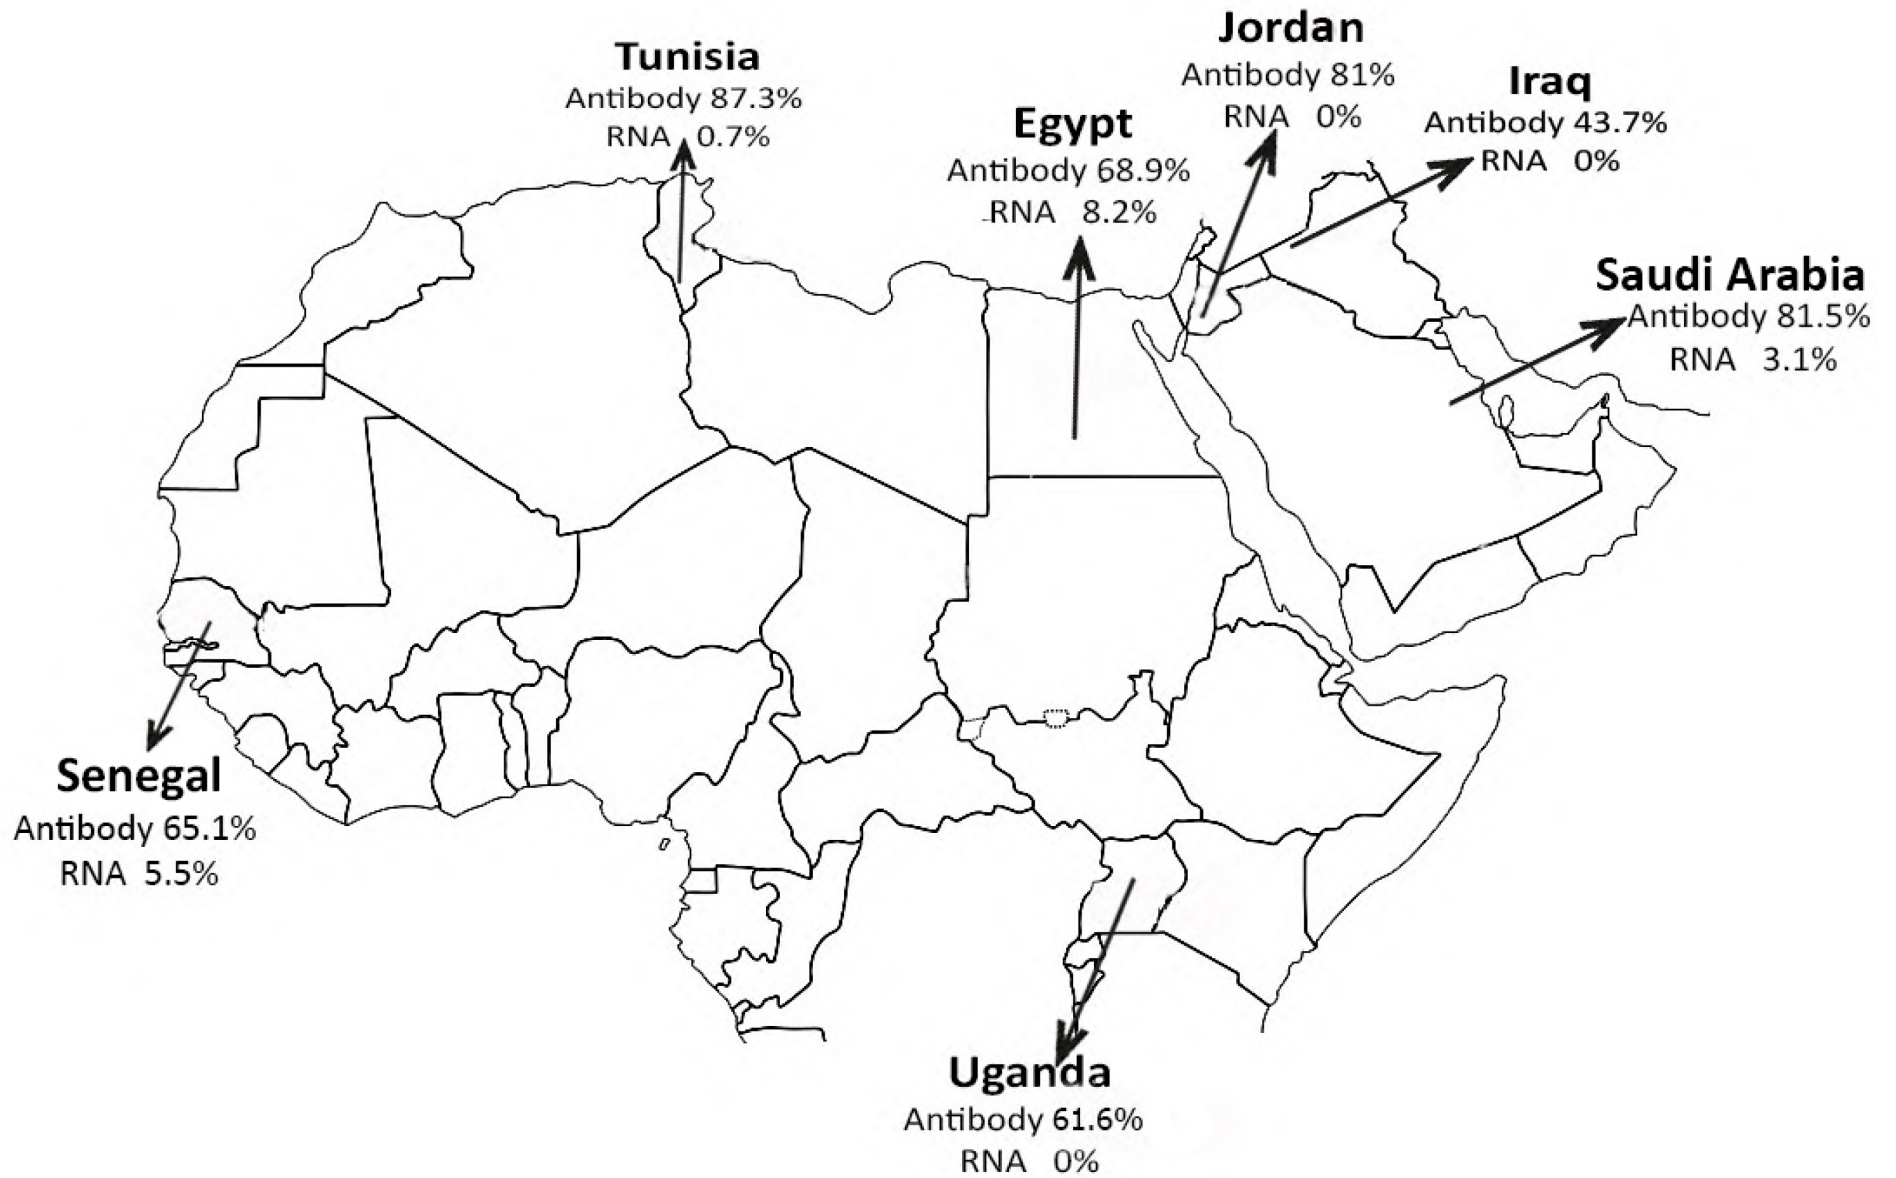 Tunisia
Antibody 87.3%
RNA 0.7%
Egypt
Antibody 68.9%
RNA 8.2%
Jordan
Antibody 81%
RNA 0%
Iraq
Antibody 43.7%
RNA 0%
Saudi Arabia
Antibody 81.5%
RNA 3.1%
Senegal
Antibody 65.1%
RNA 5.5%
Uganda
Antibody 61.6%
RNA 0%